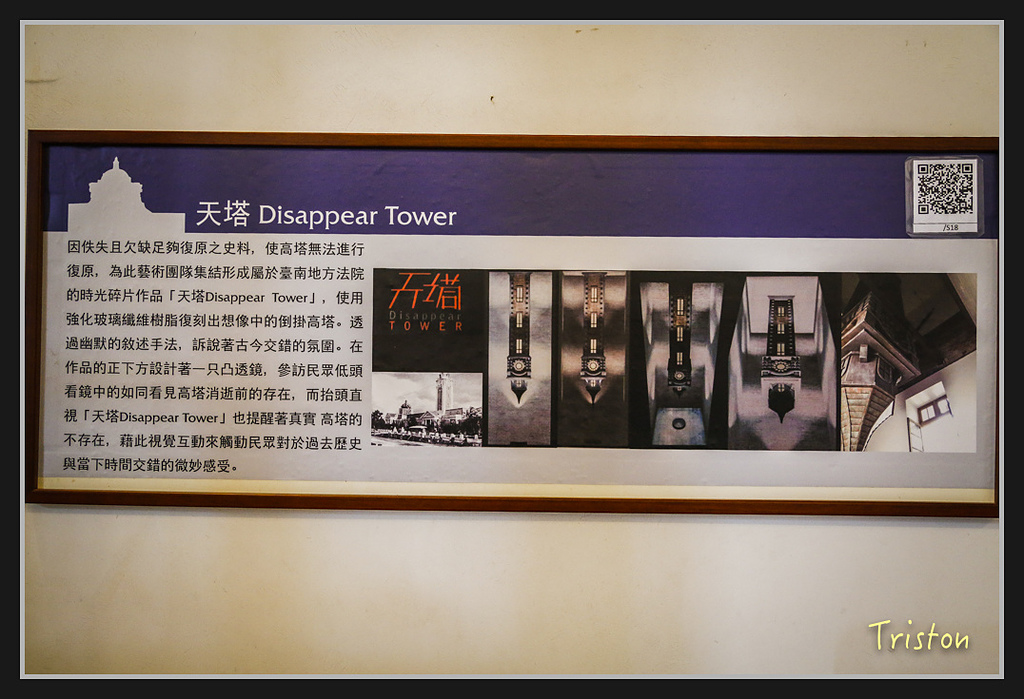 天塔 Disappear Tower
/S18
因佚失且欠缺足夠復原之史料，使高塔無法進行
復原，為此藝術團隊集結形成屬於臺南地方法院
的時光碎片作品「天塔Disappear Tower」，使用
強化玻璃纖維樹脂復刻出想像中的倒掛高塔。透
過幽默的敘述手法，訴說著古今交錯的氛圍。在
作品的正下方設計著一只凸透鏡，參訪民眾低頭
看鏡中的如同看見高塔消逝前的存在，而抬頭直
視「天塔Disappear Tower」也提醒著真實 高塔的
不存在，藉此視覺互動來觸動民眾對於過去歷史
與當下時間交錯的微妙感受。
天塔
Disappear
TOWER
Triston